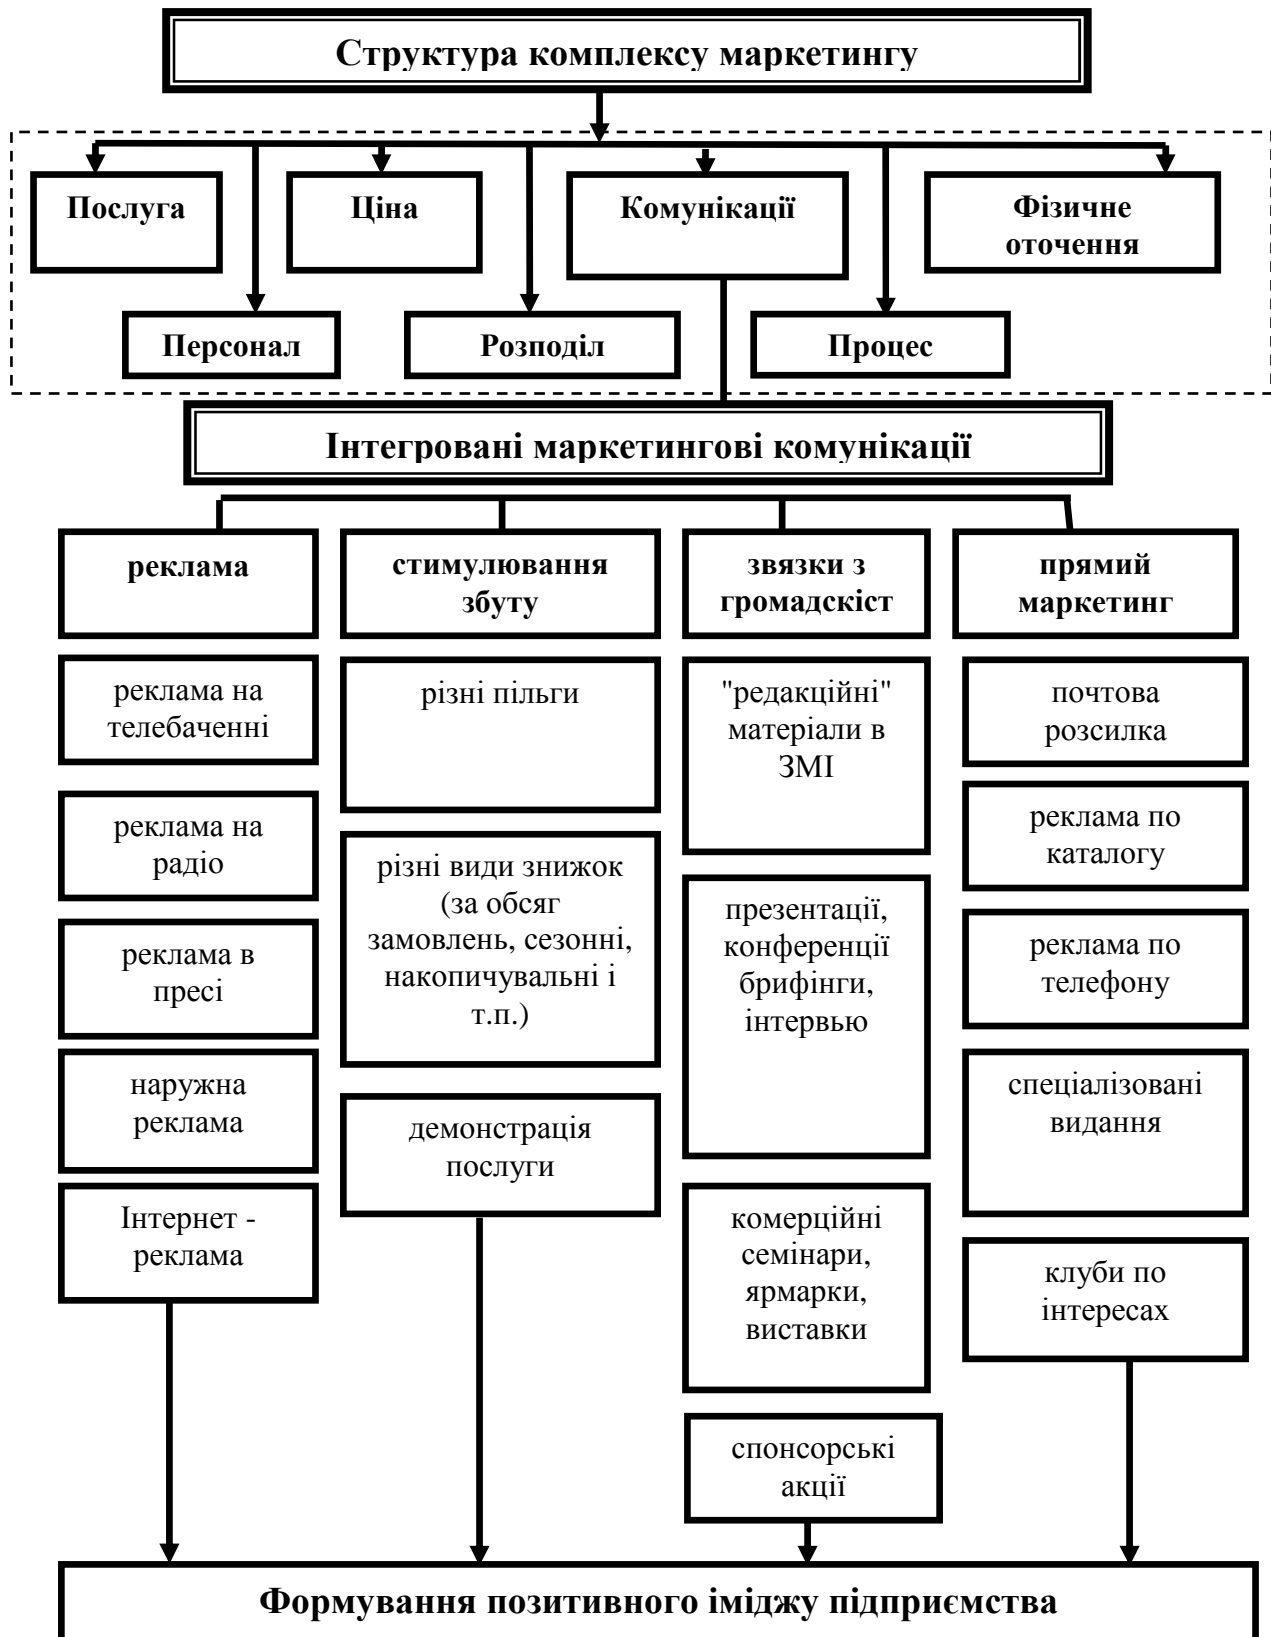 Структура комплексу маркетингу
Послуга
Ціна
Комунікації
Фізичне
оточення
Персонал
Розподіл
Процес
Інтегровані маркетингові комунікації
реклама
стимулювання
збуту
звязки з
громадскіст
прямий
маркетинг
реклама на
телебаченні
реклама на
радіо
реклама в
пресі
наружна
реклама
Інтернет -
реклама
різні пільги
різні види знижок
(за обсяг
замовлень, сезонні,
накопичувальні і
т.п.)
демонстрація
послуги
"редакційні"
матеріали в
ЗМІ
презентації,
конференції
брифінги,
інтервью
комерційні
семінари,
ярмарки,
виставки
спонсорські
акції
почтова
розсилка
реклама по
каталогу
реклама по
телефону
спеціалізовані
видання
клуби по
інтересах
Формування позитивного іміджу підприємства